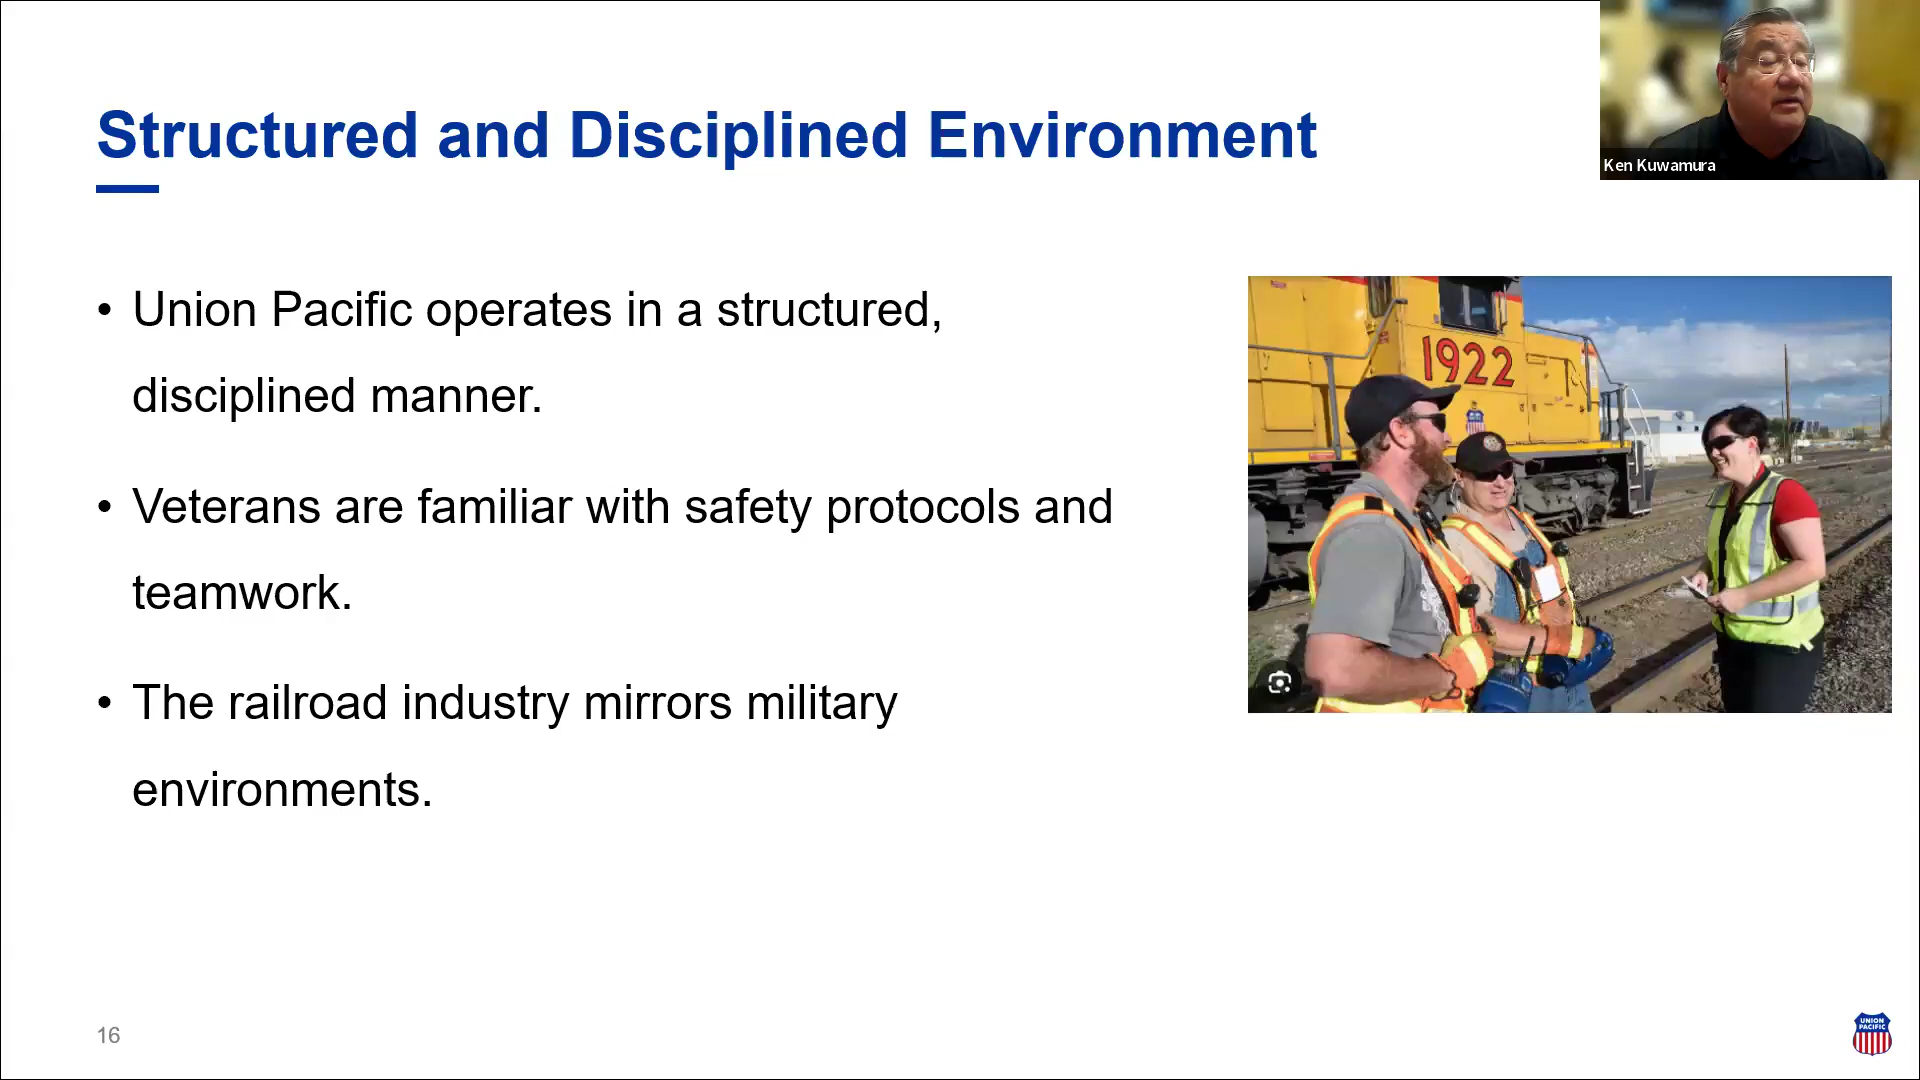 Structured and Disciplined Environment
Ken Kuwamura
• Union Pacific operates in a structured,
disciplined manner.
• Veterans are familiar with safety protocols and
teamwork.
• The railroad industry mirrors military
environments.
1922
16
UNION
PACIFIC